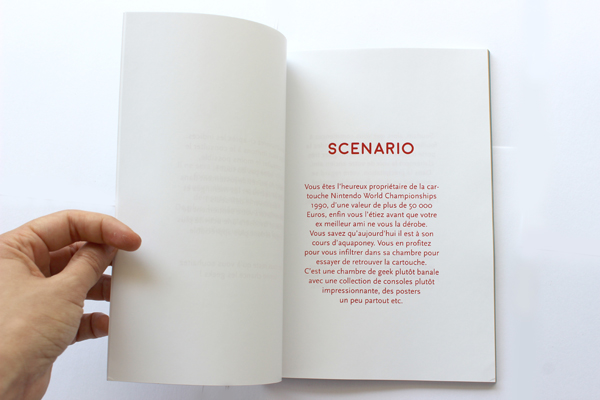 SCENARIO
Vous êtes l'heureux propriétaire de la car-
touche Nintendo World Championships
1990, d'une valeur de plus de 50 000
Euros, enfin vous l'étiez avant que votre
ex meilleur ami ne vous la dérobe.
Vous savez qu'aujourd'hui il est à son
cours d'aquaponey. Vous en profitez
pour vous infiltrer dans sa chambre pour
essayer de retrouver la cartouche.
C'est une chambre de geek plutôt banale
avec une collection de consoles plutôt
impressionnante, des posters
un peu partout etc.